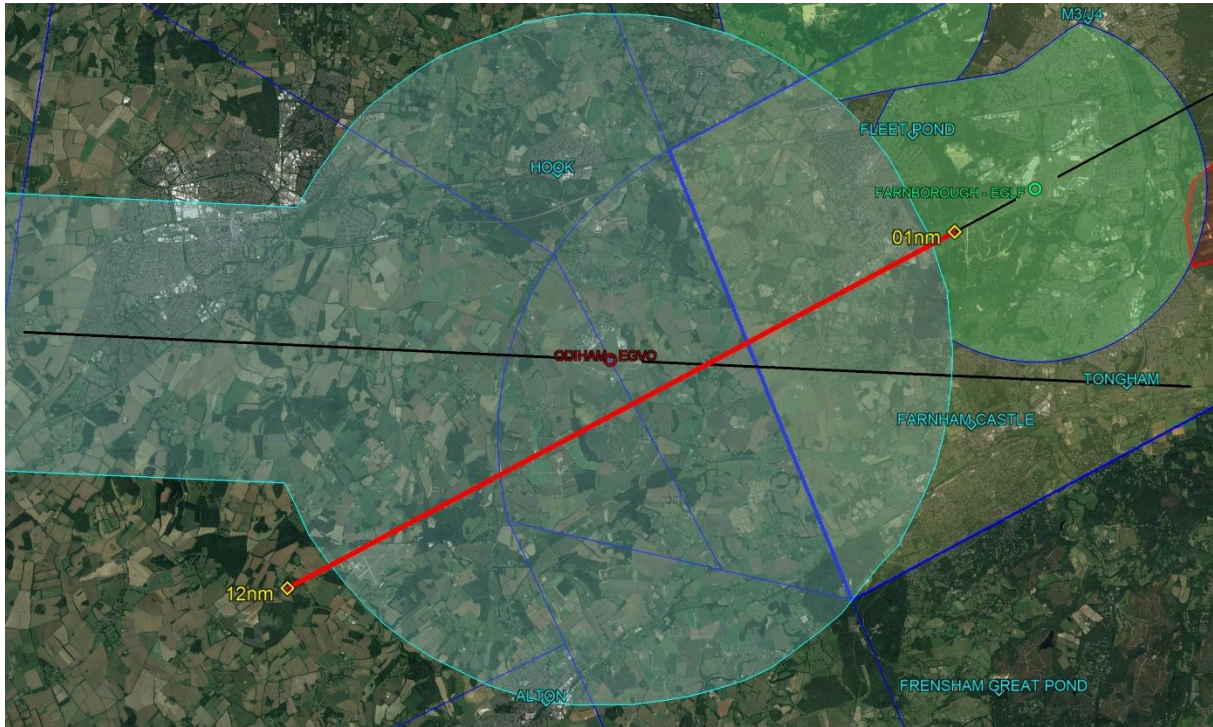 M3/J4
FLEET POND
HOOK
FARNBOROUGH - EGLF
01nm
ODIHAM - EGVO
TONGHAM
FARNHAM CASTLE
12nm
FRENSHAM GREAT POND
ALTON